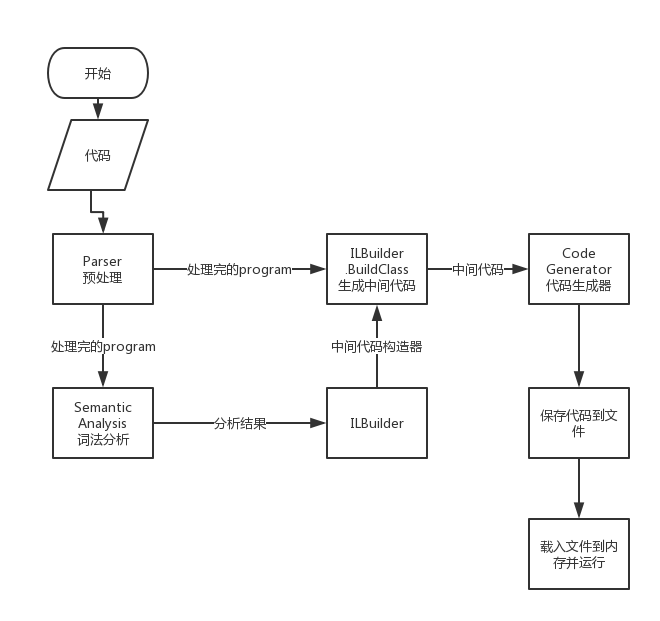 开始
代码
Parser
预处理
处理完的program
ILBuilder
.BuildClass
生成中间代码
中间代码
Code
Generator
代码生成器
处理完的program
中间代码构造器
Semantic
Analysis
词法分析
分析结果
ILBuilder
保存代码到文
件
载入文件到内
存并运行